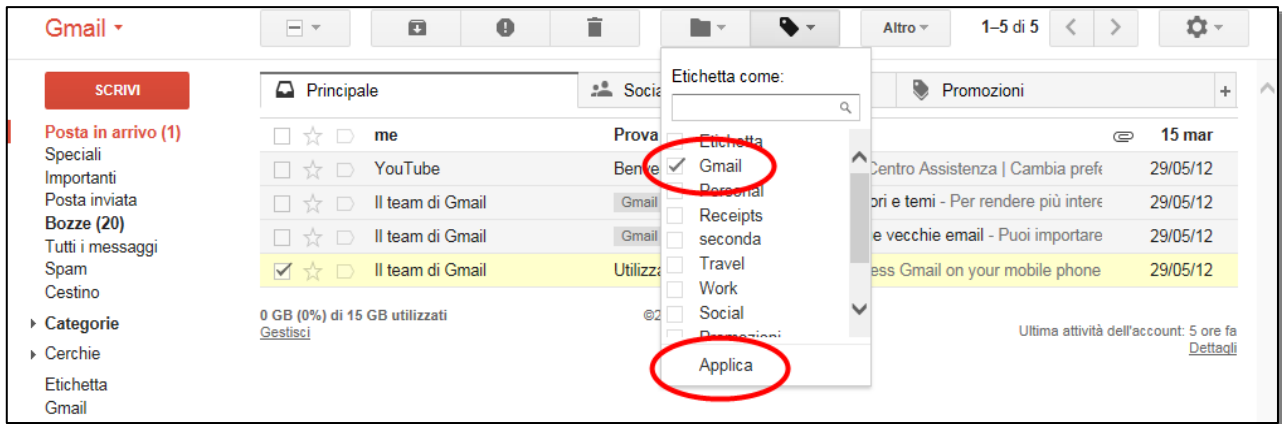 Gmail
Altro
1–5 di 5
SCRIVI
Posta in arrivo (1)
Speciali
Importanti
Posta inviata
Bozze (20)
Tutti i messaggi
Spam
Cestino
Categorie
Cerchie
Etichetta
Gmail
Principale
Socia
Promozioni
me
Prova
15 mar
YouTube
Benve
Centro Assistenza | Cambia prefe
29/05/12
Il team di Gmail
Gmail
ori e temi - Per rendere più intere
29/05/12
Il team di Gmail
Gmail
e vecchie email - Puoi importare
29/05/12
Il team di Gmail
Utilizza
ess Gmail on your mobile phone
29/05/12
0 GB (0%) di 15 GB utilizzati
Gestisci
©2
Ultima attività dell'account: 5 ore fa
Dettagli
Etichetta come:
Etichetta
Gmail
Personal
Receipts
seconda
Travel
Work
Social
Promozioni
Applica